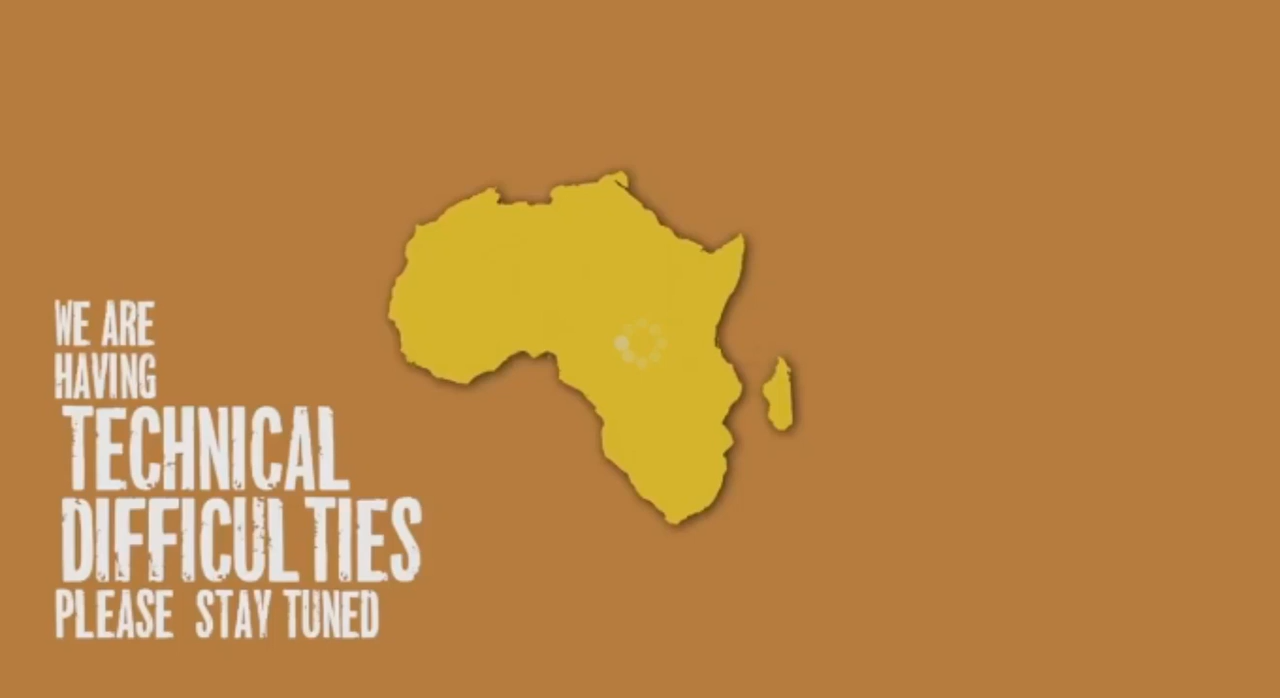 WE ARE
HAVING
TECHNICAL
DIFFICULTIES
PLEASE STAY TUNED